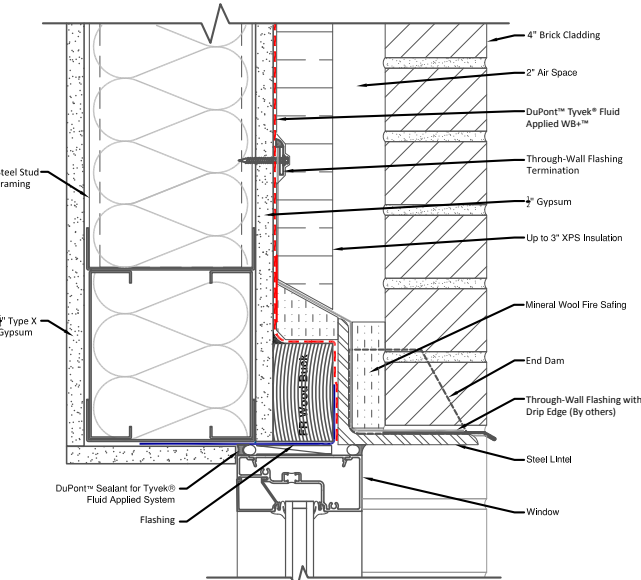 4" Brick Cladding
2" Air Space
DuPont™ Tyvek® Fluid
Applied WB+™
Through-Wall Flashing
Termination
½" Gypsum
Up to 3" XPS Insulation
Mineral Wool Fire Safing
End Dam
Through-Wall Flashing with
Drip Edge (By others)
Steel Lintel
Window
Steel Stud
raming
" Type X
Gypsum
FR Wood Buck
DuPont™ Sealant for Tyvek®
Fluid Applied System
Flashing